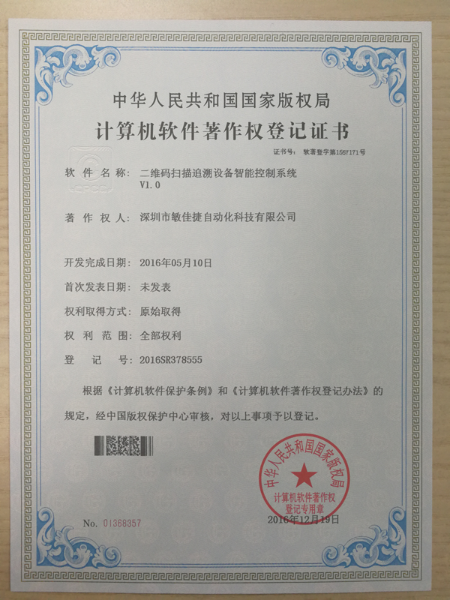 中华人民共和国国家版权局
计算机软件著作权登记证书
证书号： 软著登字第1557171号
软件名称： 二维码扫描追溯设备智能控制系统
V1.0
著作权人： 深圳市敏佳捷自动化科技有限公司
开发完成日期： 2016年05月10日
首次发表日期： 未发表
权利取得方式： 原始取得
权利范围： 全部权利
登记号： 2016SR378555
根据《计算机软件保护条例》和《计算机软件著作权登记办法》的
规定，经中国版权保护中心审核，对以上事项予以登记。
中华人民共和国国家版权局
计算机软件著作权
登记专用章
No. 01388357
2016年12月19日